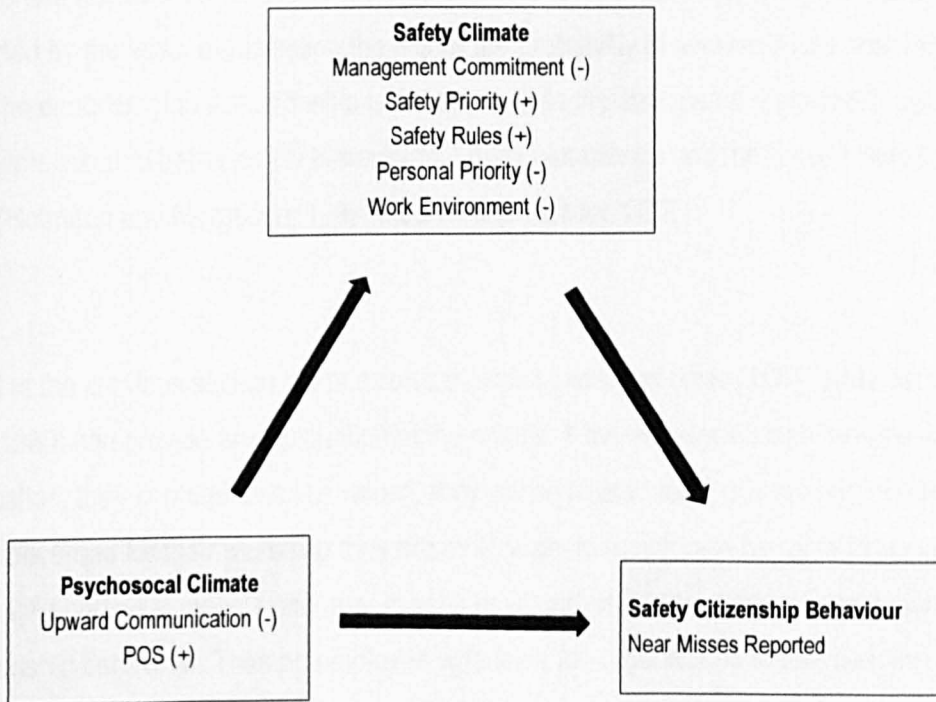 Safety Climate
Management Commitment (-)
Safety Priority (+)
Safety Rules (+)
Personal Priority (-)
Work Environment (-)
Psychosocal Climate
Upward Communication (-)
POS (+)
Safety Citizenship Behaviour
Near Misses Reported